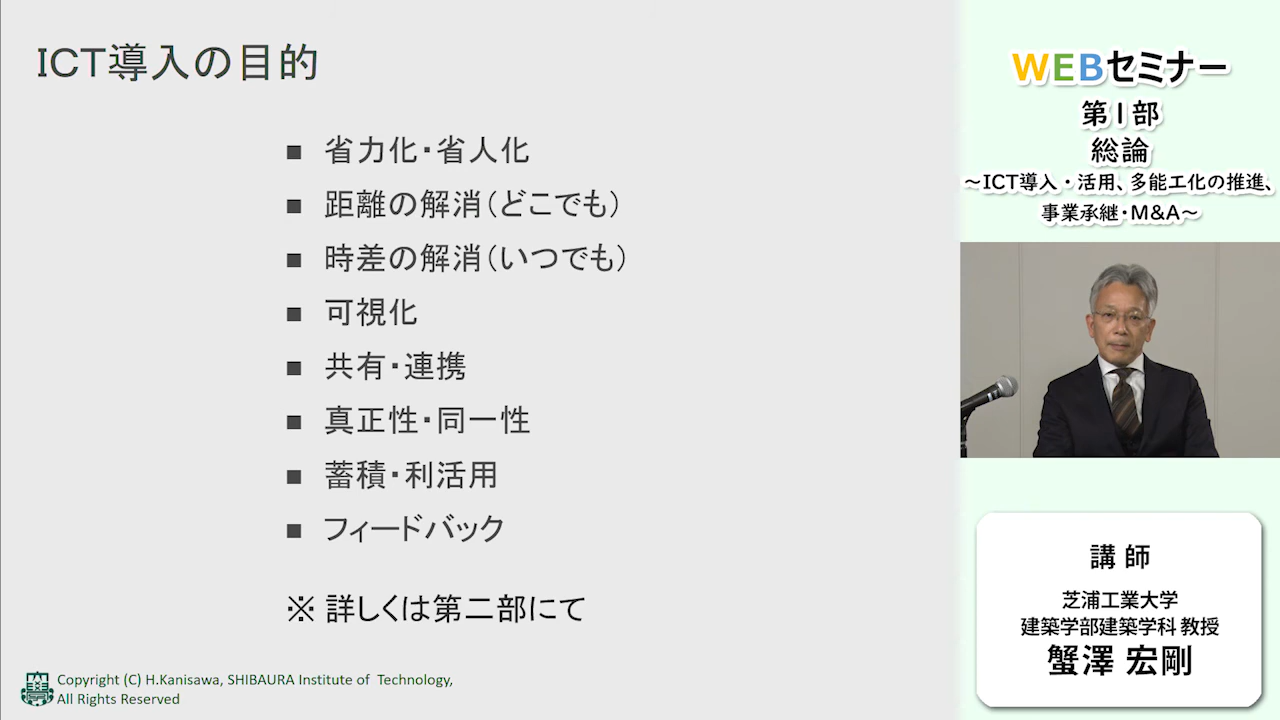 ICT導入の目的
■ 省力化・省人化
■ 距離の解消（どこでも）
■ 時差の解消（いつでも）
■ 可視化
■ 共有・連携
■ 真正性・同一性
■ 蓄積・利活用
■ フィードバック
※ 詳しくは第二部にて
Copyright (C) H.Kanisawa, SHIBAURA Institute of Technology,
All Rights Reserved
WEBセミナー
第1部
総論
～ICT導入・活用、多能工化の推進、
事業承継・M&A～
講師
芝浦工業大学
建築学部建築学科 教授
蟹澤 宏剛